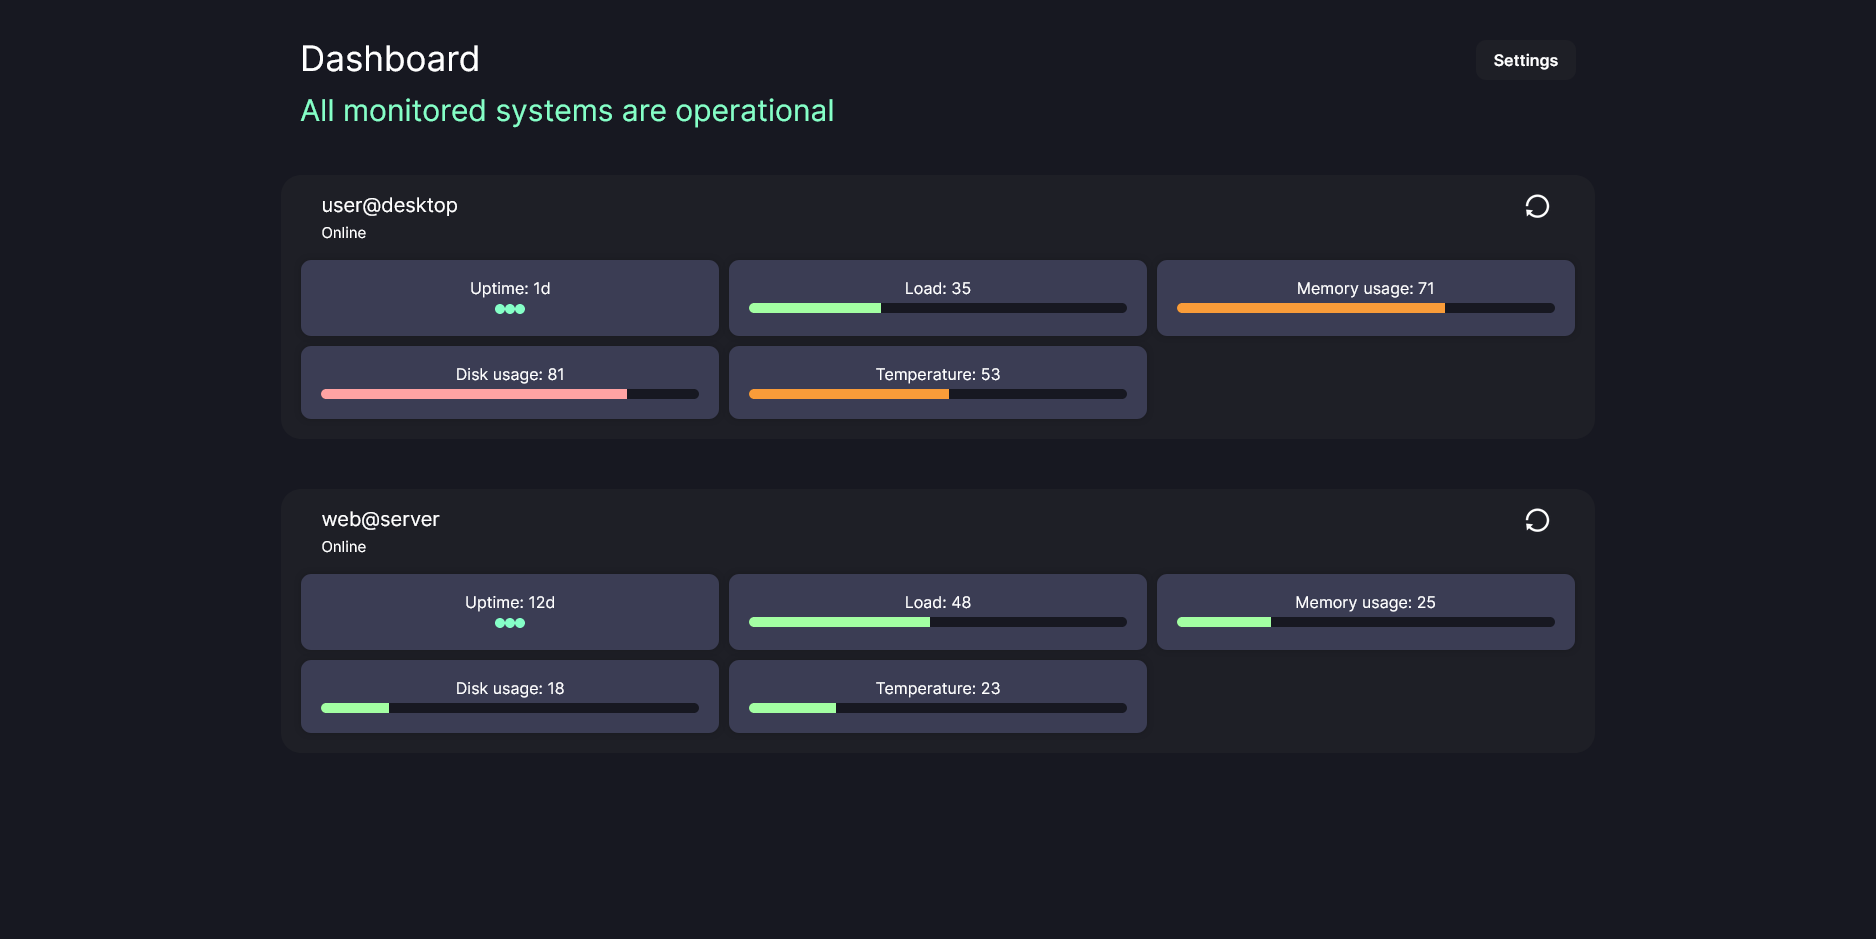 Dashboard
Settings
All monitored systems are operational
user@desktop
Online
Uptime: 1d
Load: 35
Memory usage: 71
Disk usage: 81
Temperature: 53
web@server
Online
Uptime: 12d
Load: 48
Memory usage: 25
Disk usage: 18
Temperature: 23